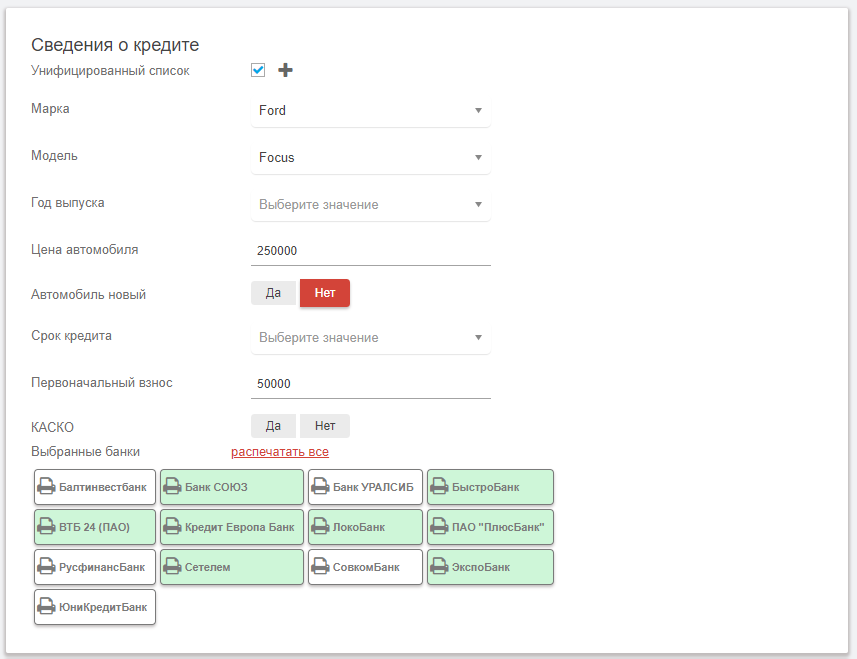 Сведения о кредите
Унифицированный список
Марка Ford
Модель Focus
Год выпуска Выберите значение
Цена автомобиля 250000
Автомобиль новый Да Нет
Срок кредита Выберите значение
Первоначальный взнос 50000
КАСКО Да Нет
Выбранные банки распечатать все
Балтинвестбанк Банк СОЮЗ Банк УРАЛСИБ БыстроБанк
ВТБ 24 (ПАО) Кредит Европа Банк ЛокоБанк ПАО "ПлюсБанк"
РусфинансБанк Сетелем СовкомБанк ЭкспоБанк
ЮниКредитБанк